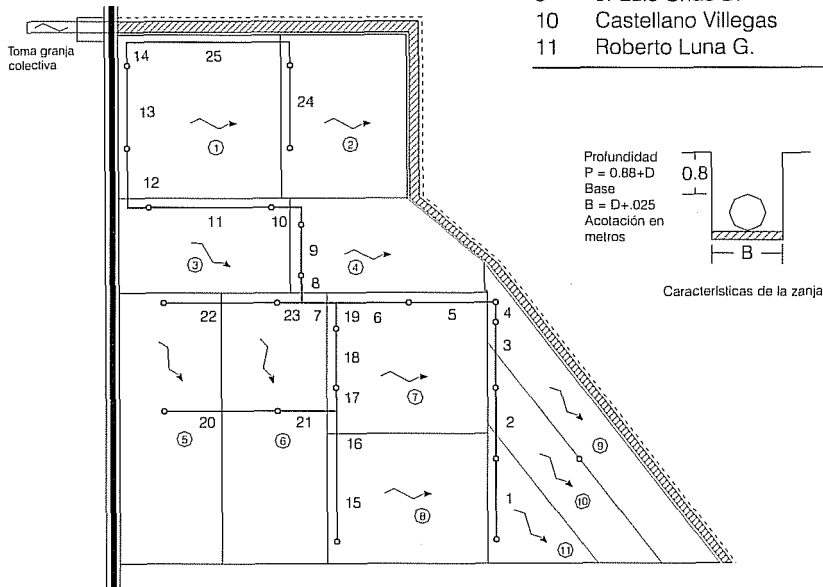 10 Castellano Villegas
11 Roberto Luna G.
Toma granja
colectiva
14 25
13 24
1 2
12
11 10
9
3 4
8
22 23 7 19 6 5 4
3
18
7
17
20 21
5 6
2
9
16
10
15 1
8
11
Profundidad
P = 0.88+D
Base
B = D+.025
Acotación en
metros
0.8
B
Características de la zanja